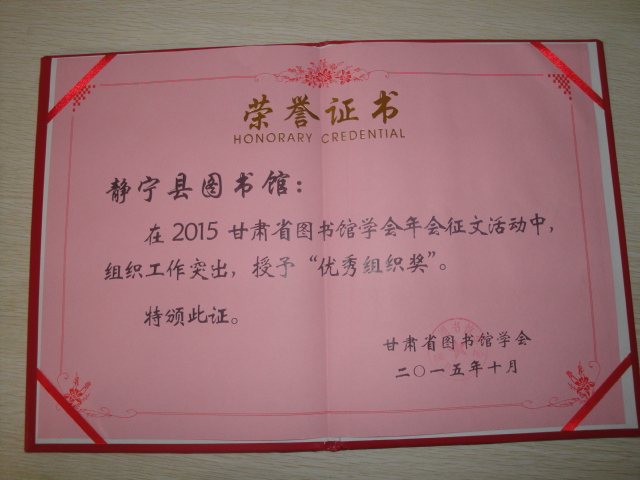 荣誉证书
HONORARY CREDENTIAL
静宁县图书馆：
在2015甘肃省图书馆学会年会征文活动中，
组织工作突出，授予“优秀组织奖”。
特颁此证。
甘肃省图书馆学会
二〇一五年十月